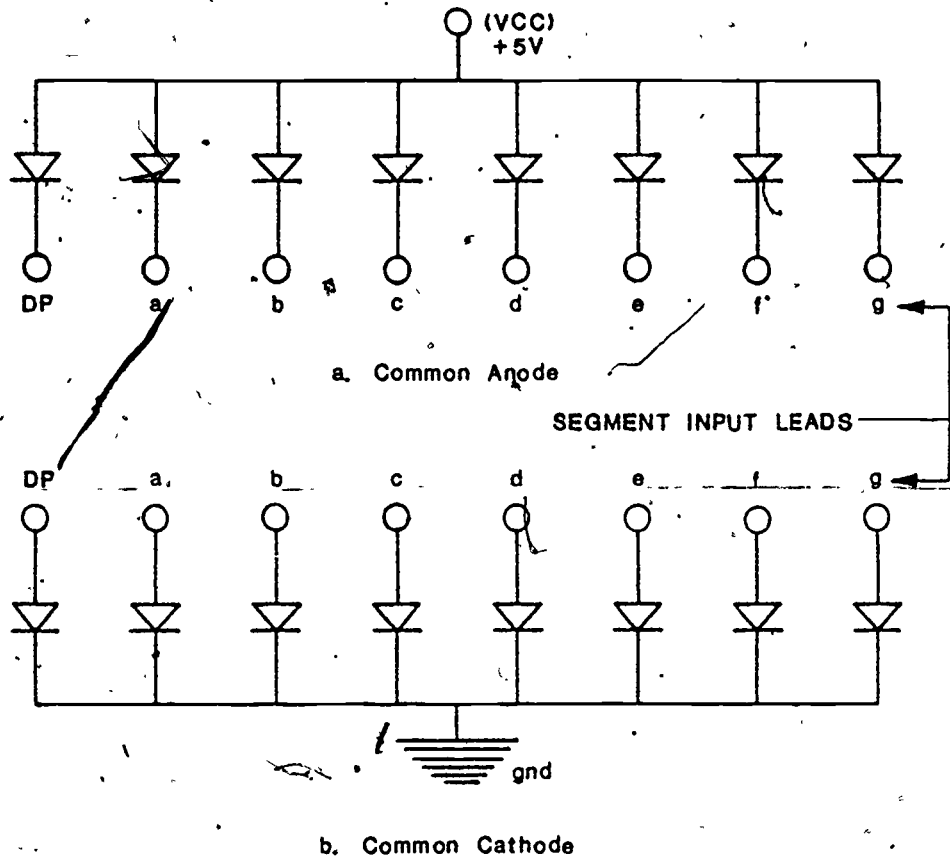 (VCC)
+5V
DP a b c d e f g
a. Common Anode
SEGMENT INPUT LEADS
DP a b c d e f g
gnd
b. Common Cathode